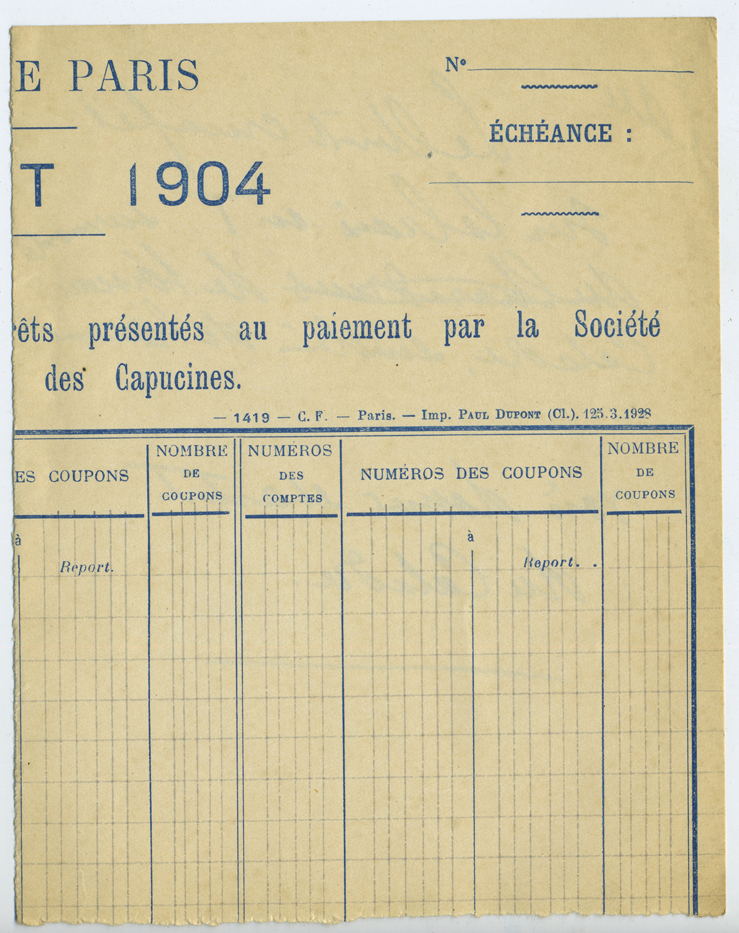 E PARIS
Nº
ÉCHÉANCE :
T 1904
êts présentés au paiement par la Société
des Capucines.
— 1419 — C. F. — Paris. — Imp. PAUL DUPONT (Cl.). 125.3.1928
ES COUPONS
NOMBRE
DE
COUPONS
NUMÉROS
DES
COMPTES
NUMÉROS DES COUPONS
NOMBRE
DE
COUPONS
à
Report.
à
Report. .